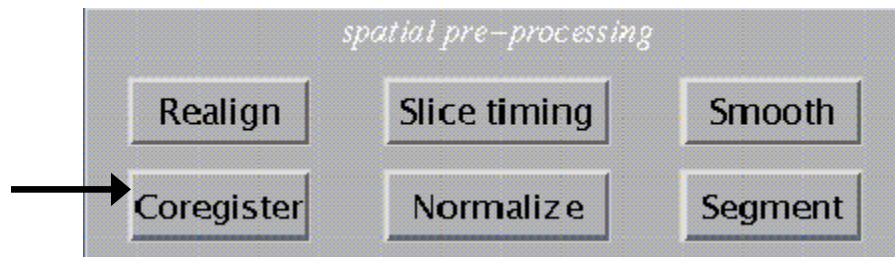 spatial pre-processing
Realign Slice timing Smooth
Coregister Normalize Segment